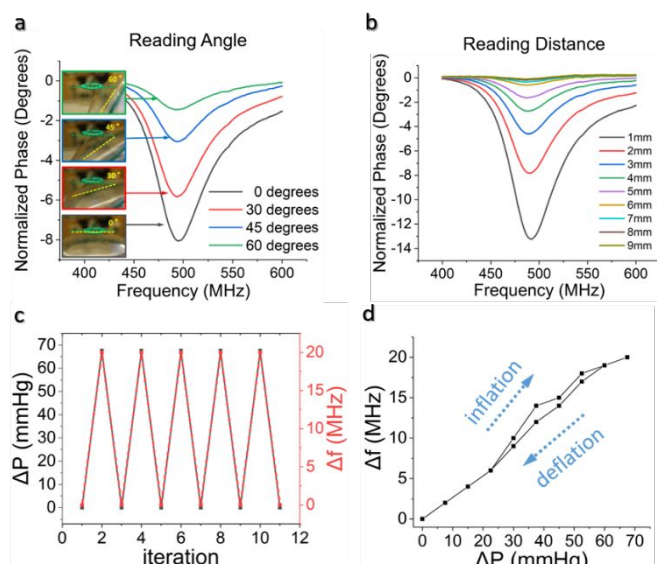 a
Reading Angle
Normalized Phase (Degrees)
0
-2
-4
-6
-8
60°
45°
30°
0°
0 degrees
30 degrees
45 degrees
60 degrees
400 450 500 550 600
Frequency (MHz)
b
Reading Distance
Normalized Phase (Degrees)
0
-2
-4
-6
-8
-10
-12
-14
1mm
2mm
3mm
4mm
5mm
6mm
7mm
8mm
9mm
400 450 500 550 600
Frequency (MHz)
c
ΔP (mmHg)
70
60
50
40
30
20
10
0
Δf (MHz)
20
15
10
5
0
0 2 4 6 8 10 12
iteration
d
Δf (MHz)
20
15
10
5
0
inflation
deflation
0 10 20 30 40 50 60 70
ΔP (mmHg)